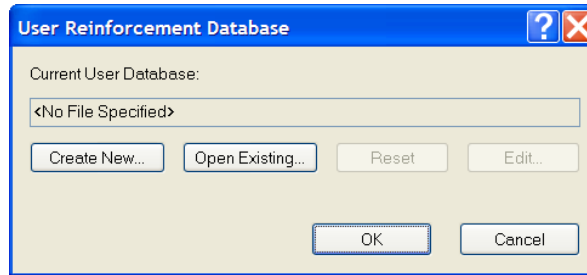 User Reinforcement Database
Current User Database:
<No File Specified>
Create New... Open Existing... Reset Edit...
OK Cancel